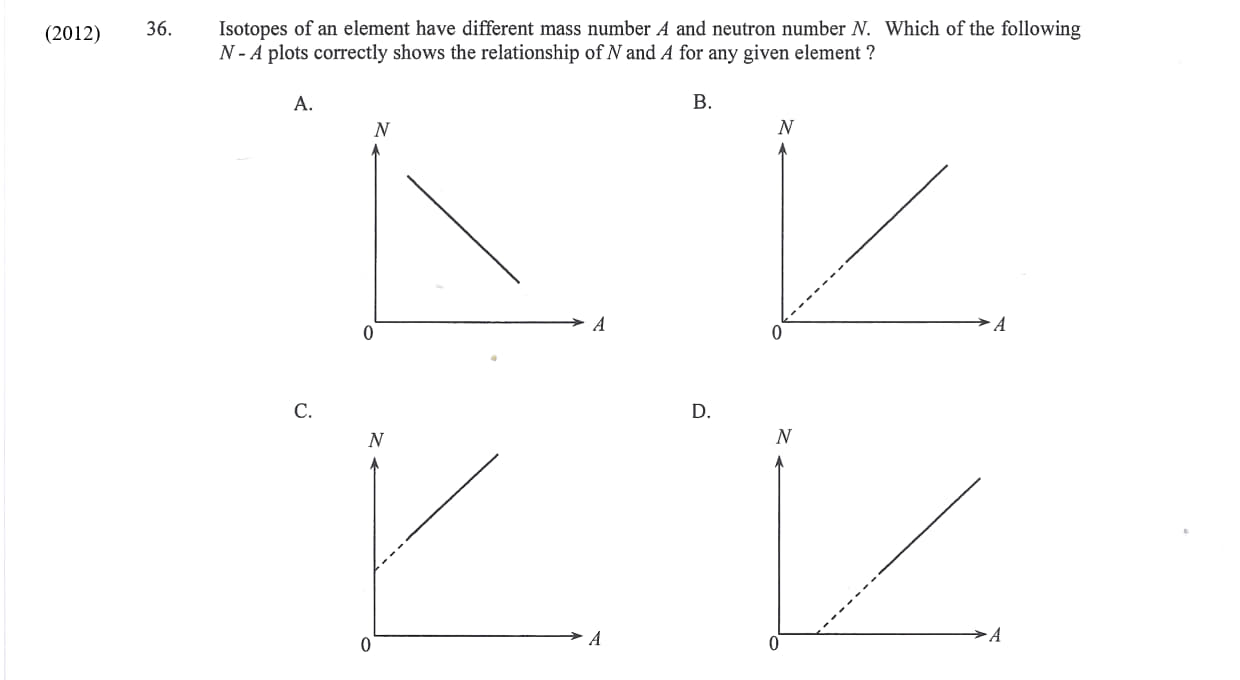 (2012) 36. Isotopes of an element have different mass number A and neutron number N. Which of the following
N - A plots correctly shows the relationship of N and A for any given element ?
A. B.
N N
0 A 0 A
C. D.
N N
0 A 0 A